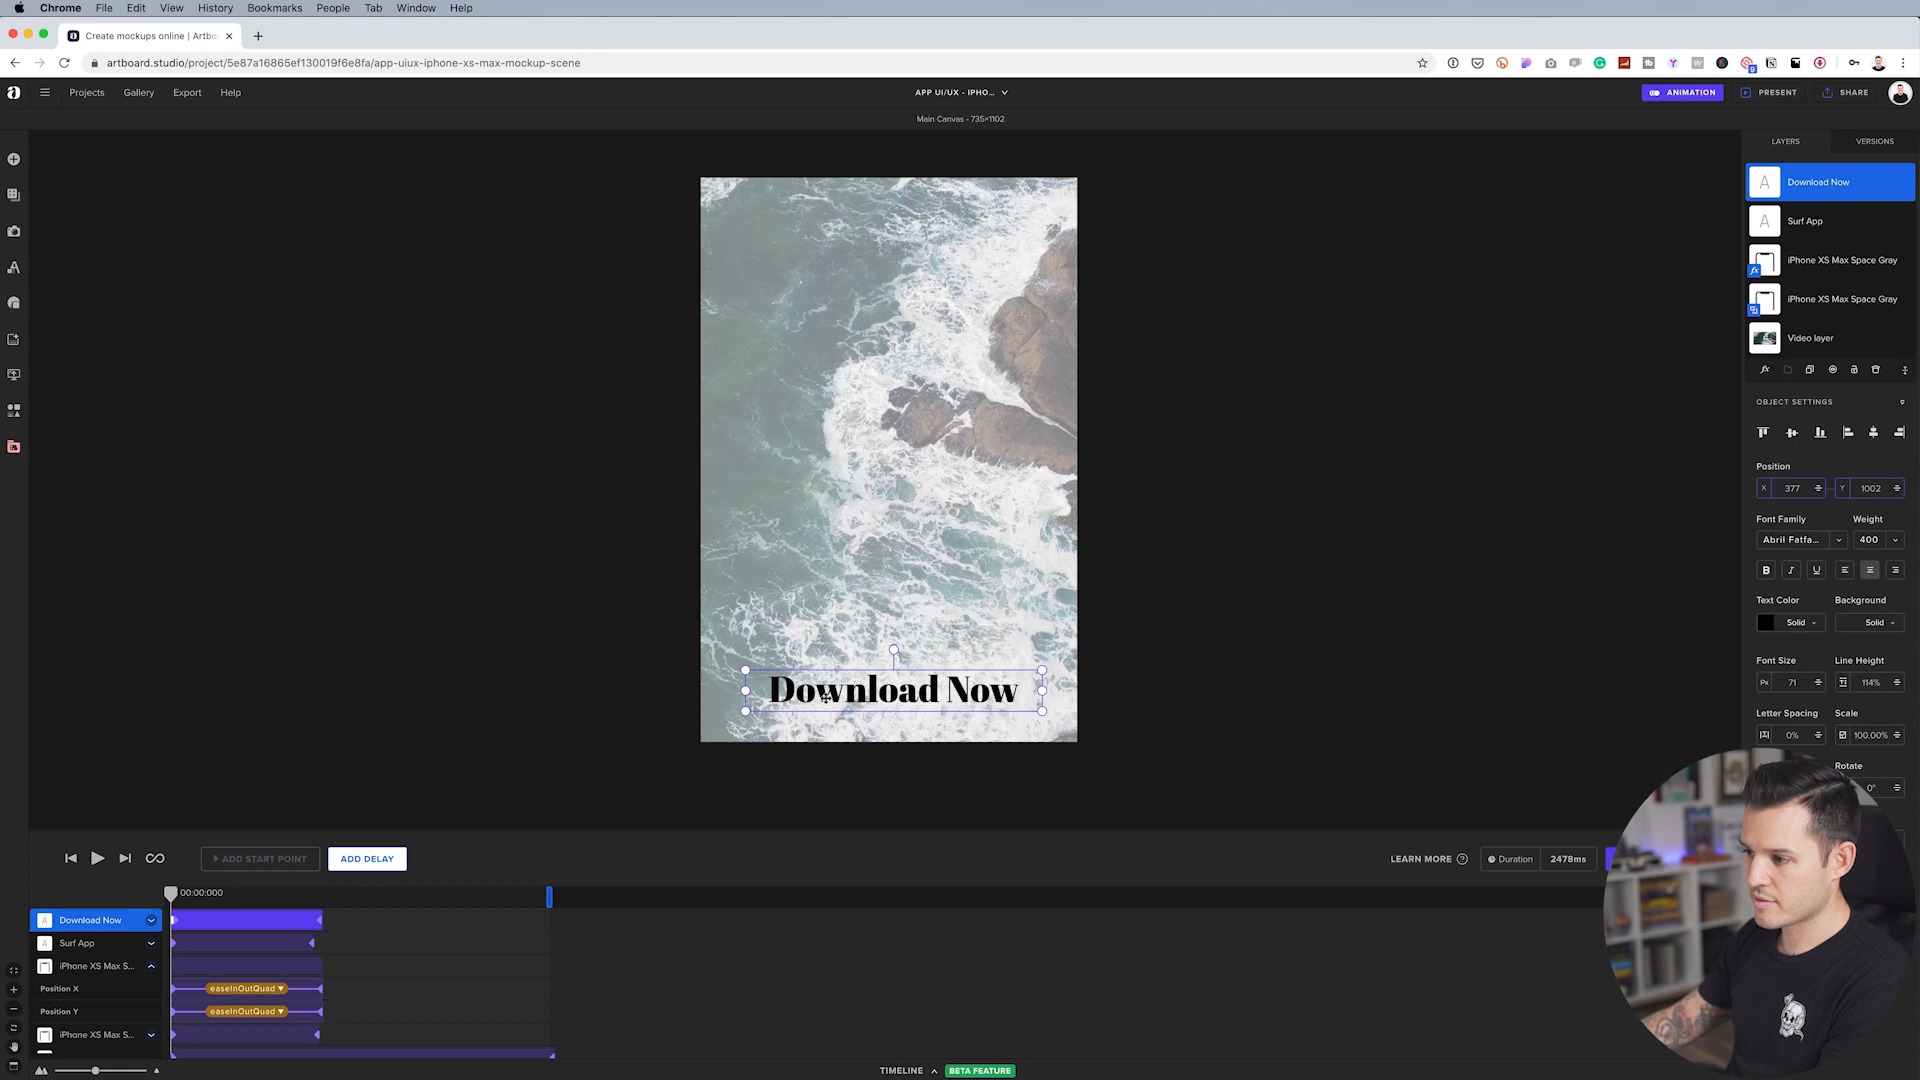 Chrome File Edit View History Bookmarks People Tab Window Help
Create mockups online | Artbo
artboard.studio/project/5e87a16865ef130019f6e8fa/app-uiux-iphone-xs-max-mockup-scene
Projects Gallery Export Help
APP UI/UX - IPHO...
ANIMATION PRESENT SHARE
Main Canvas - 735×1102
LAYERS VERSIONS
Download Now
Surf App
iPhone XS Max Space Gray
iPhone XS Max Space Gray
Video layer
OBJECT SETTINGS
Position
X 377 Y 1002
Font Family Weight
Abril Fatfa... 400
B I U
Text Color Background
Solid Solid
Font Size Line Height
Px 71 114%
Letter Spacing Scale
0% 100.00%
Rotate
0°
Download Now
ADD START POINT ADD DELAY
LEARN MORE ? Duration 2478ms
00:00:000
Download Now
Surf App
iPhone XS Max S...
Position X easeInOutQuad
Position Y easeInOutQuad
iPhone XS Max S...
TIMELINE BETA FEATURE